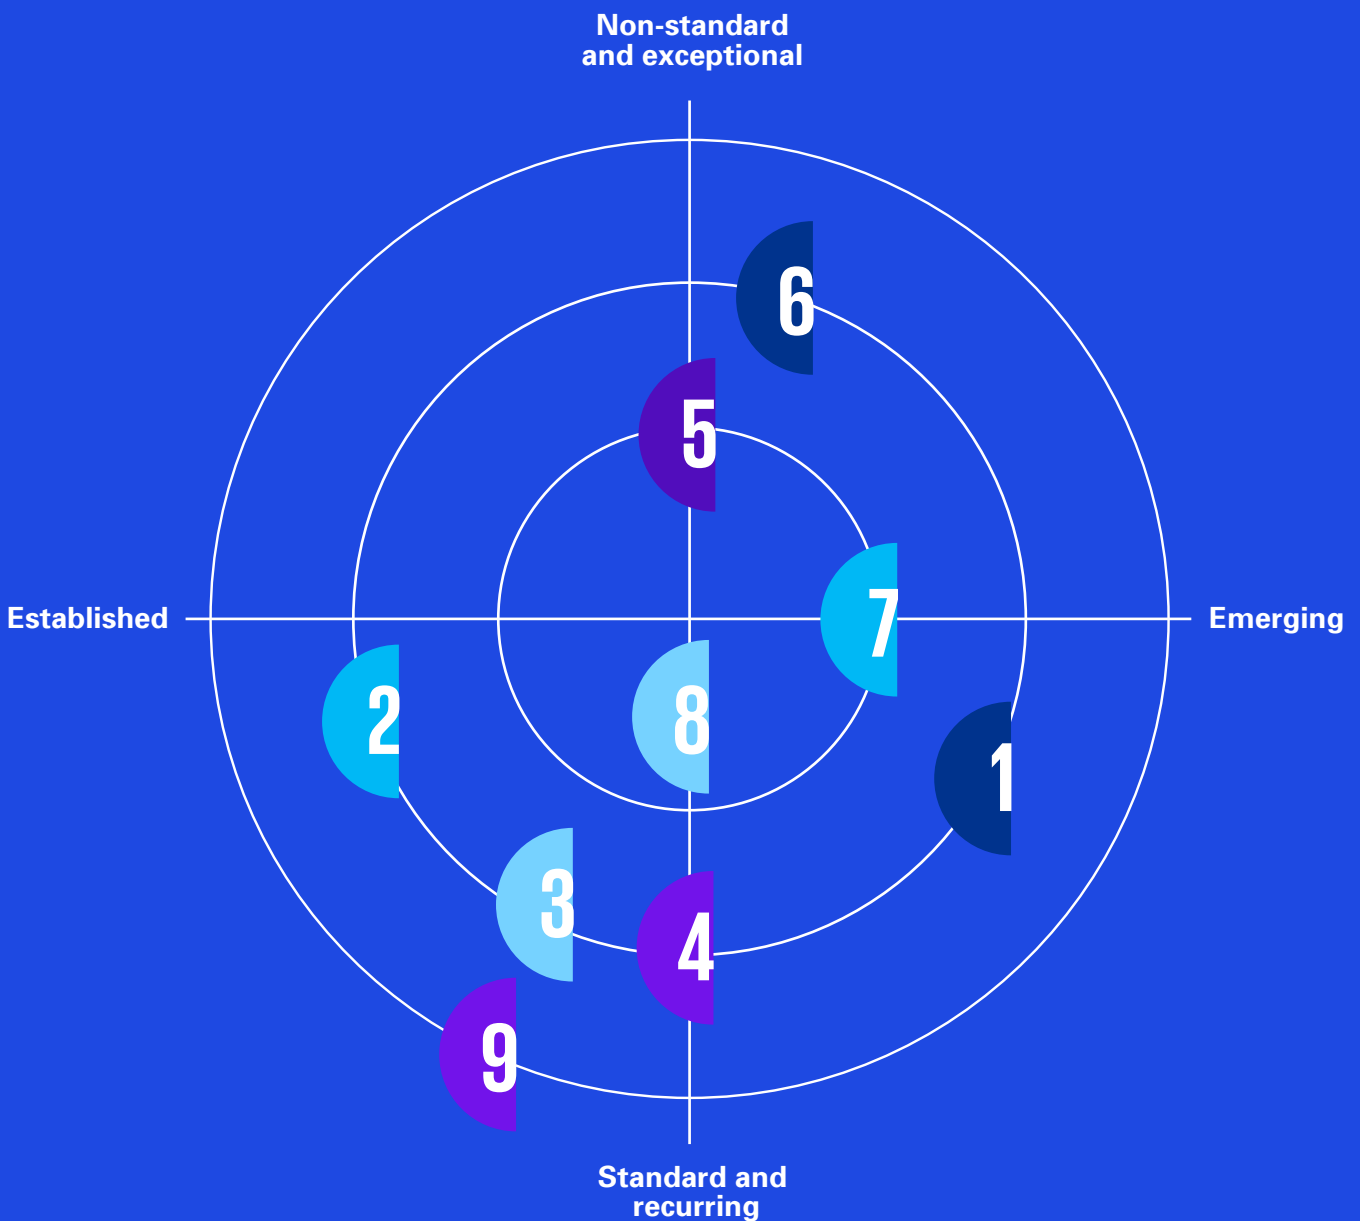 Non-standard
and exceptional
6
5
7
Established
Emerging
2
8
1
3
4
9
Standard and
recurring